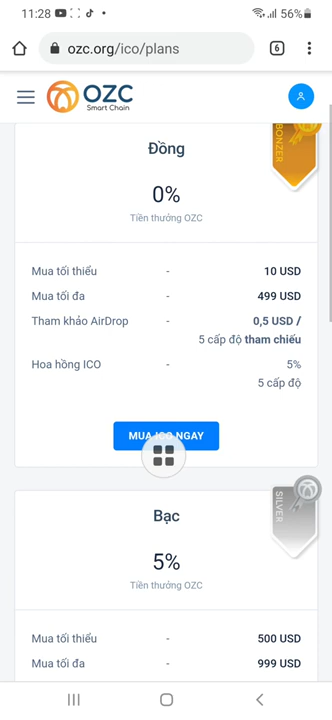 11:28
56%
ozc.org/ico/plans
6
OZC
Smart Chain
BONZER
Đồng
0%
Tiền thưởng OZC
Mua tối thiểu - 10 USD
Mua tối đa - 499 USD
Tham khảo AirDrop - 0,5 USD /
5 cấp độ tham chiếu
Hoa hồng ICO - 5%
5 cấp độ
MUA ICO NGAY
SILVER
Bạc
5%
Tiền thưởng OZC
Mua tối thiểu - 500 USD
Mua tối đa - 999 USD